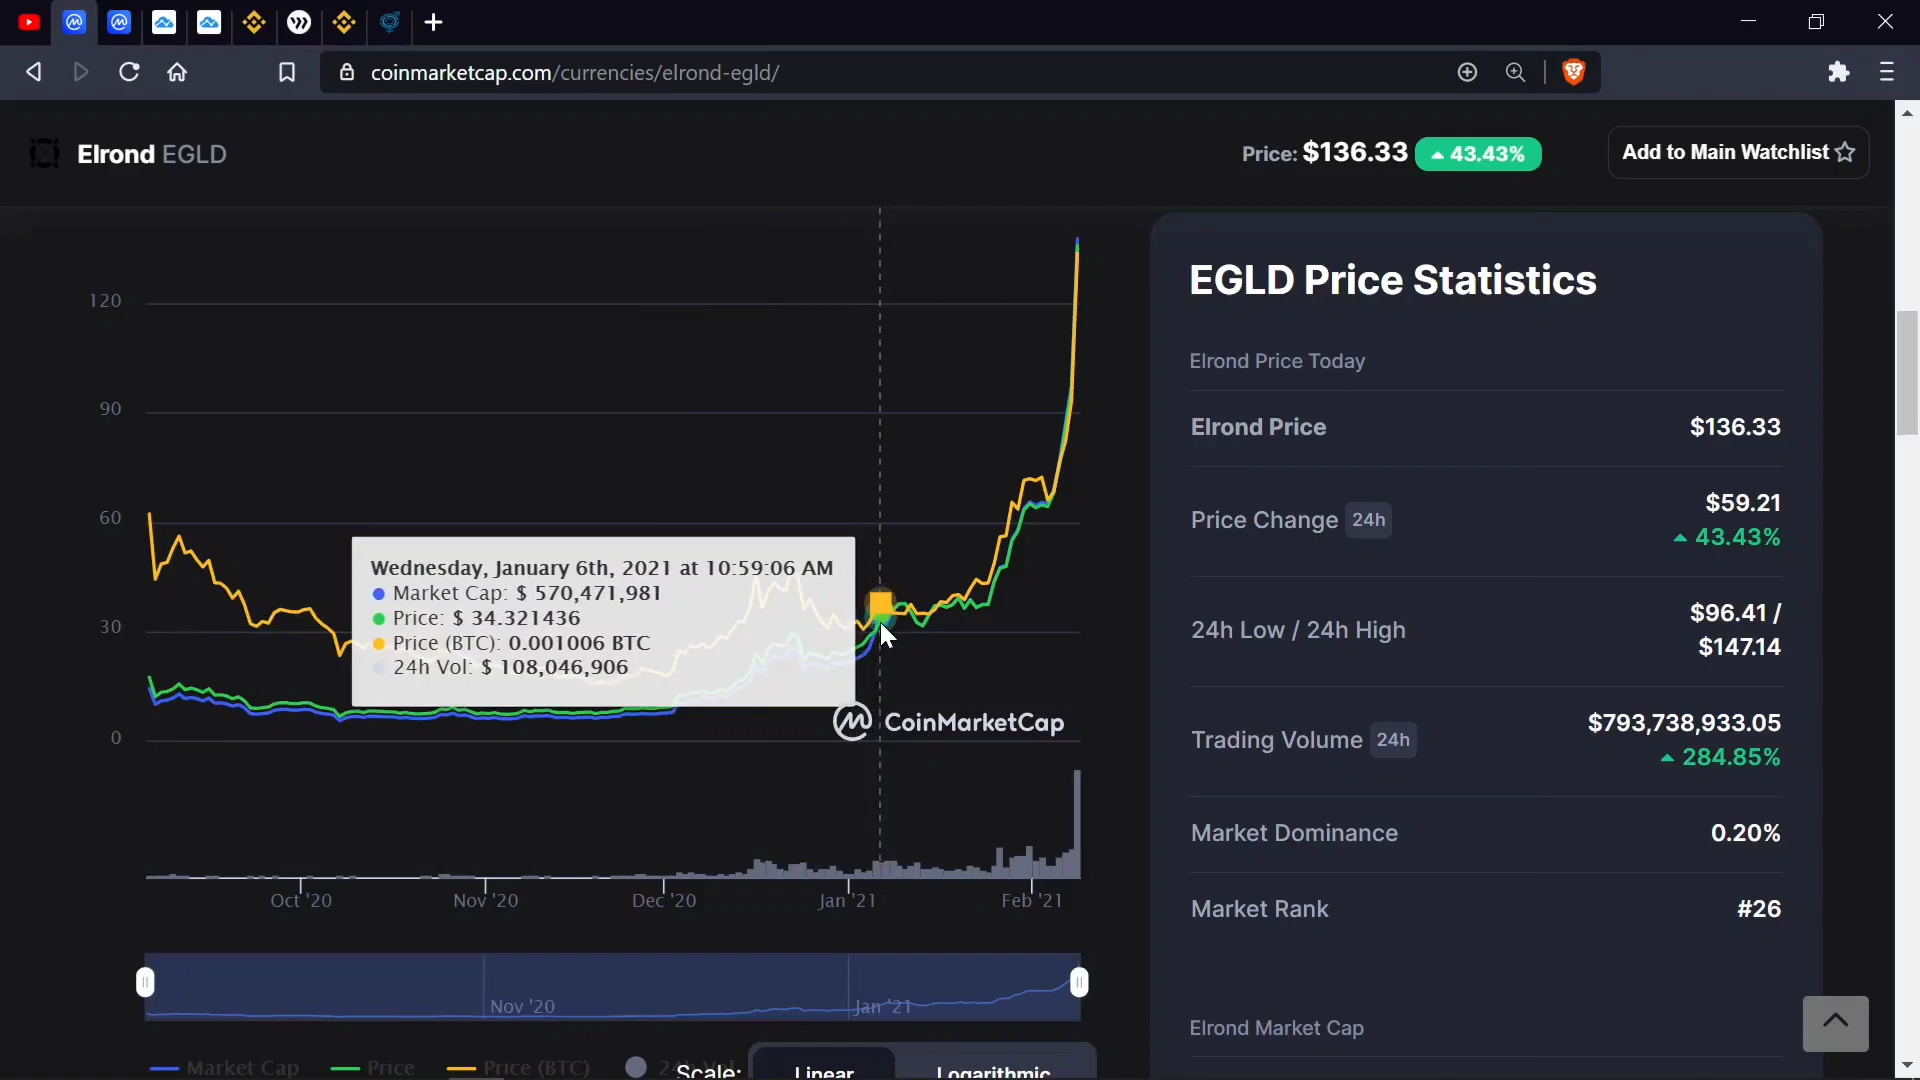 coinmarketcap.com/currencies/elrond-egld/
Elrond EGLD
Price: $136.33 43.43%
Add to Main Watchlist
120
90
60
30
0
Wednesday, January 6th, 2021 at 10:59:06 AM
Market Cap: $ 570,471,981
Price: $ 34.321436
Price (BTC): 0.001006 BTC
24h Vol: $ 108,046,906
CoinMarketCap
Oct '20 Nov '20 Dec '20 Jan '21 Feb '21
Nov '20 Jan '21
Market Cap Price Price (BTC) 24h Vol
Scale: Linear Logarithmic
EGLD Price Statistics
Elrond Price Today
Elrond Price $136.33
Price Change 24h $59.21
43.43%
24h Low / 24h High $96.41 /
$147.14
Trading Volume 24h $793,738,933.05
284.85%
Market Dominance 0.20%
Market Rank #26
Elrond Market Cap